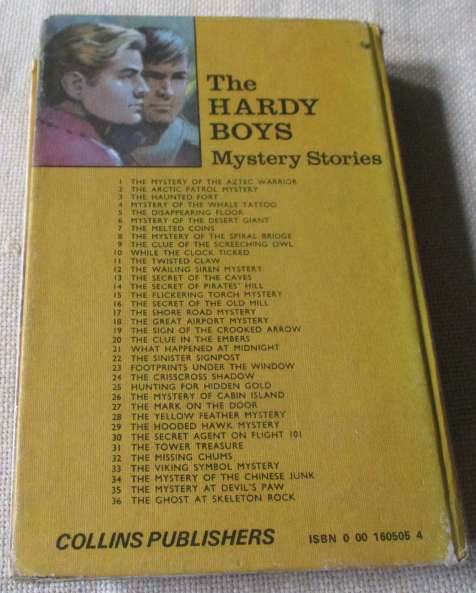 The
HARDY
BOYS
Mystery Stories
1 THE MYSTERY OF THE AZTEC WARRIOR
2 THE ARCTIC PATROL MYSTERY
3 THE HAUNTED FORT
4 MYSTERY OF THE WHALE TATTOO
5 THE DISAPPEARING FLOOR
6 MYSTERY OF THE DESERT GIANT
7 THE MELTED COINS
8 THE MYSTERY OF THE SPIRAL BRIDGE
9 THE CLUE OF THE SCREECHING OWL
10 WHILE THE CLOCK TICKED
11 THE TWISTED CLAW
12 THE WAILING SIREN MYSTERY
13 THE SECRET OF THE CAVES
14 THE SECRET OF PIRATES' HILL
15 THE FLICKERING TORCH MYSTERY
16 THE SECRET OF THE OLD MILL
17 THE SHORE ROAD MYSTERY
18 THE GREAT AIRPORT MYSTERY
19 THE SIGN OF THE CROOKED ARROW
20 THE CLUE IN THE EMBERS
21 WHAT HAPPENED AT MIDNIGHT
22 THE SINISTER SIGNPOST
23 FOOTPRINTS UNDER THE WINDOW
24 THE CRISSCROSS SHADOW
25 HUNTING FOR HIDDEN GOLD
26 THE MYSTERY OF CABIN ISLAND
27 THE MARK ON THE DOOR
28 THE YELLOW FEATHER MYSTERY
29 THE HOODED HAWK MYSTERY
30 THE SECRET AGENT ON FLIGHT 101
31 THE TOWER TREASURE
32 THE MISSING CHUMS
33 THE VIKING SYMBOL MYSTERY
34 THE MYSTERY OF THE CHINESE JUNK
35 THE MYSTERY AT DEVIL'S PAW
36 THE GHOST AT SKELETON ROCK
COLLINS PUBLISHERS
ISBN 0 00 160505 4